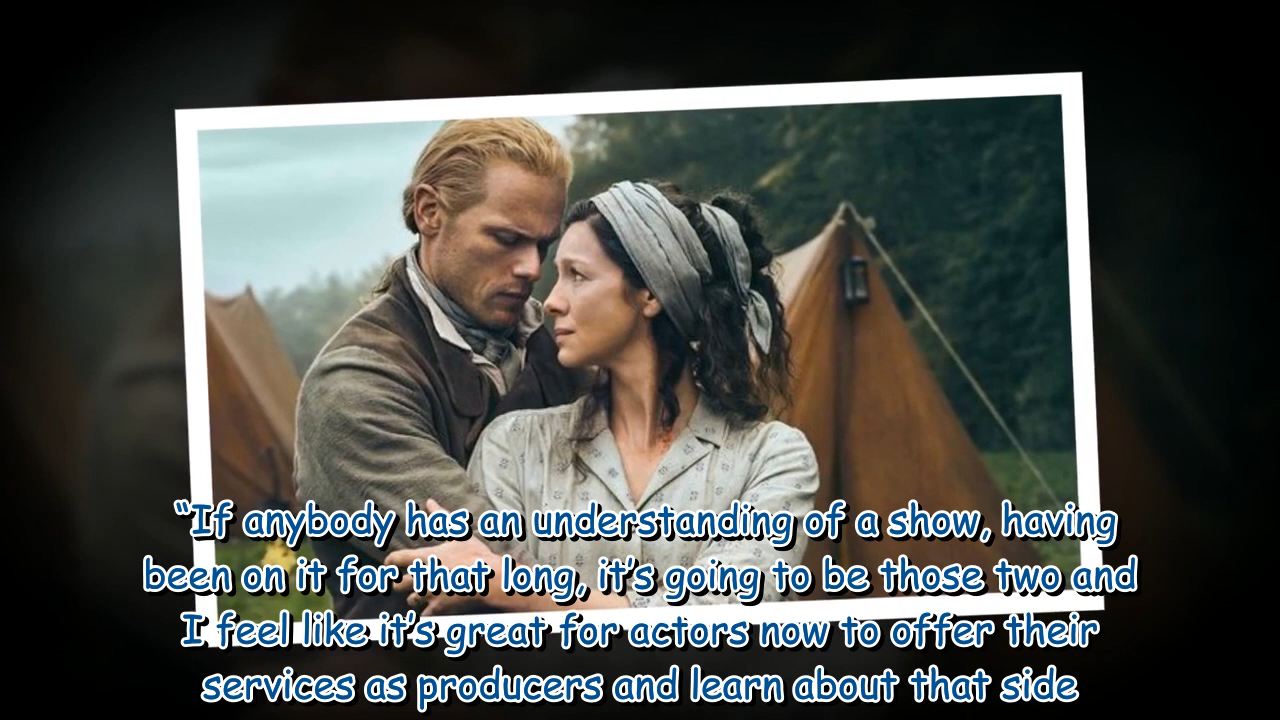 “If anybody has an understanding of a show, having
been on it for that long, it’s going to be those two and
I feel like it’s great for actors now to offer their
services as producers and learn about that side